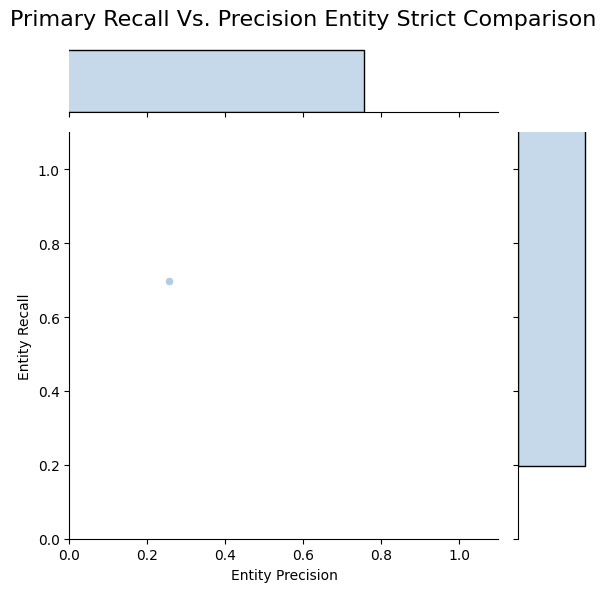 Primary Recall Vs. Precision Entity Strict Comparison
1.0
0.8
0.6
0.4
0.2
0.0
Entity Recall
0.0 0.2 0.4 0.6 0.8 1.0
Entity Precision